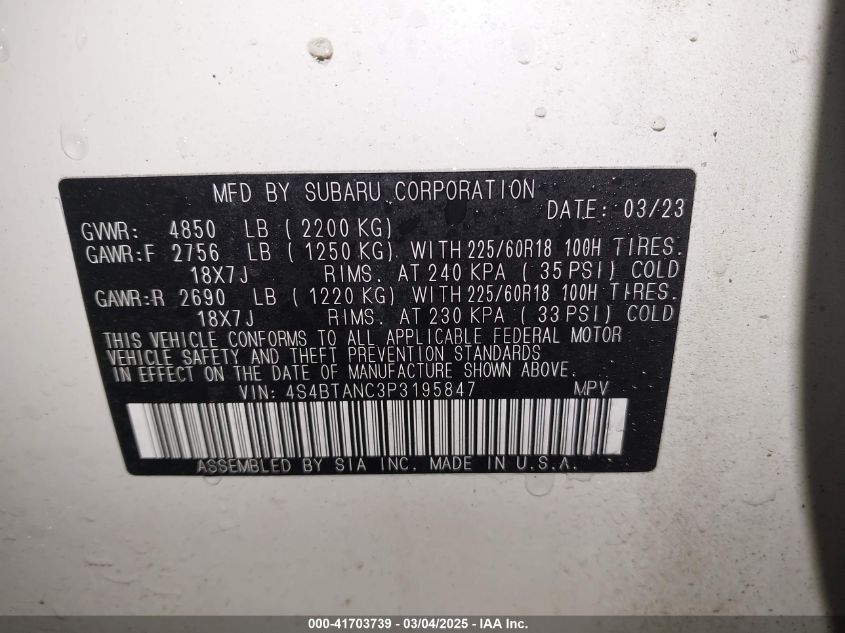 MFD BY SUBARU CORPORATION
DATE: 03/23
GVWR: 4850 LB ( 2200 KG)
GAWR:F 2756 LB ( 1250 KG) WITH 225/60R18 100H TIRES.
18X7J RIMS. AT 240 KPA ( 35 PSI) COLD
GAWR:R 2690 LB ( 1220 KG) WITH 225/60R18 100H TIRES.
18X7J RIMS. AT 230 KPA ( 33 PSI) COLD
THIS VEHICLE CONFORMS TO ALL APPLICABLE FEDERAL MOTOR
VEHICLE SAFETY AND THEFT PREVENTION STANDARDS
IN EFFECT ON THE DATE OF MANUFACTURE SHOWN ABOVE.
VIN: 4S4BTANC3P3195847 MPV
ASSEMBLED BY SIA INC. MADE IN U.S.A.
000-41703739 - 03/04/2025 - IAA Inc.